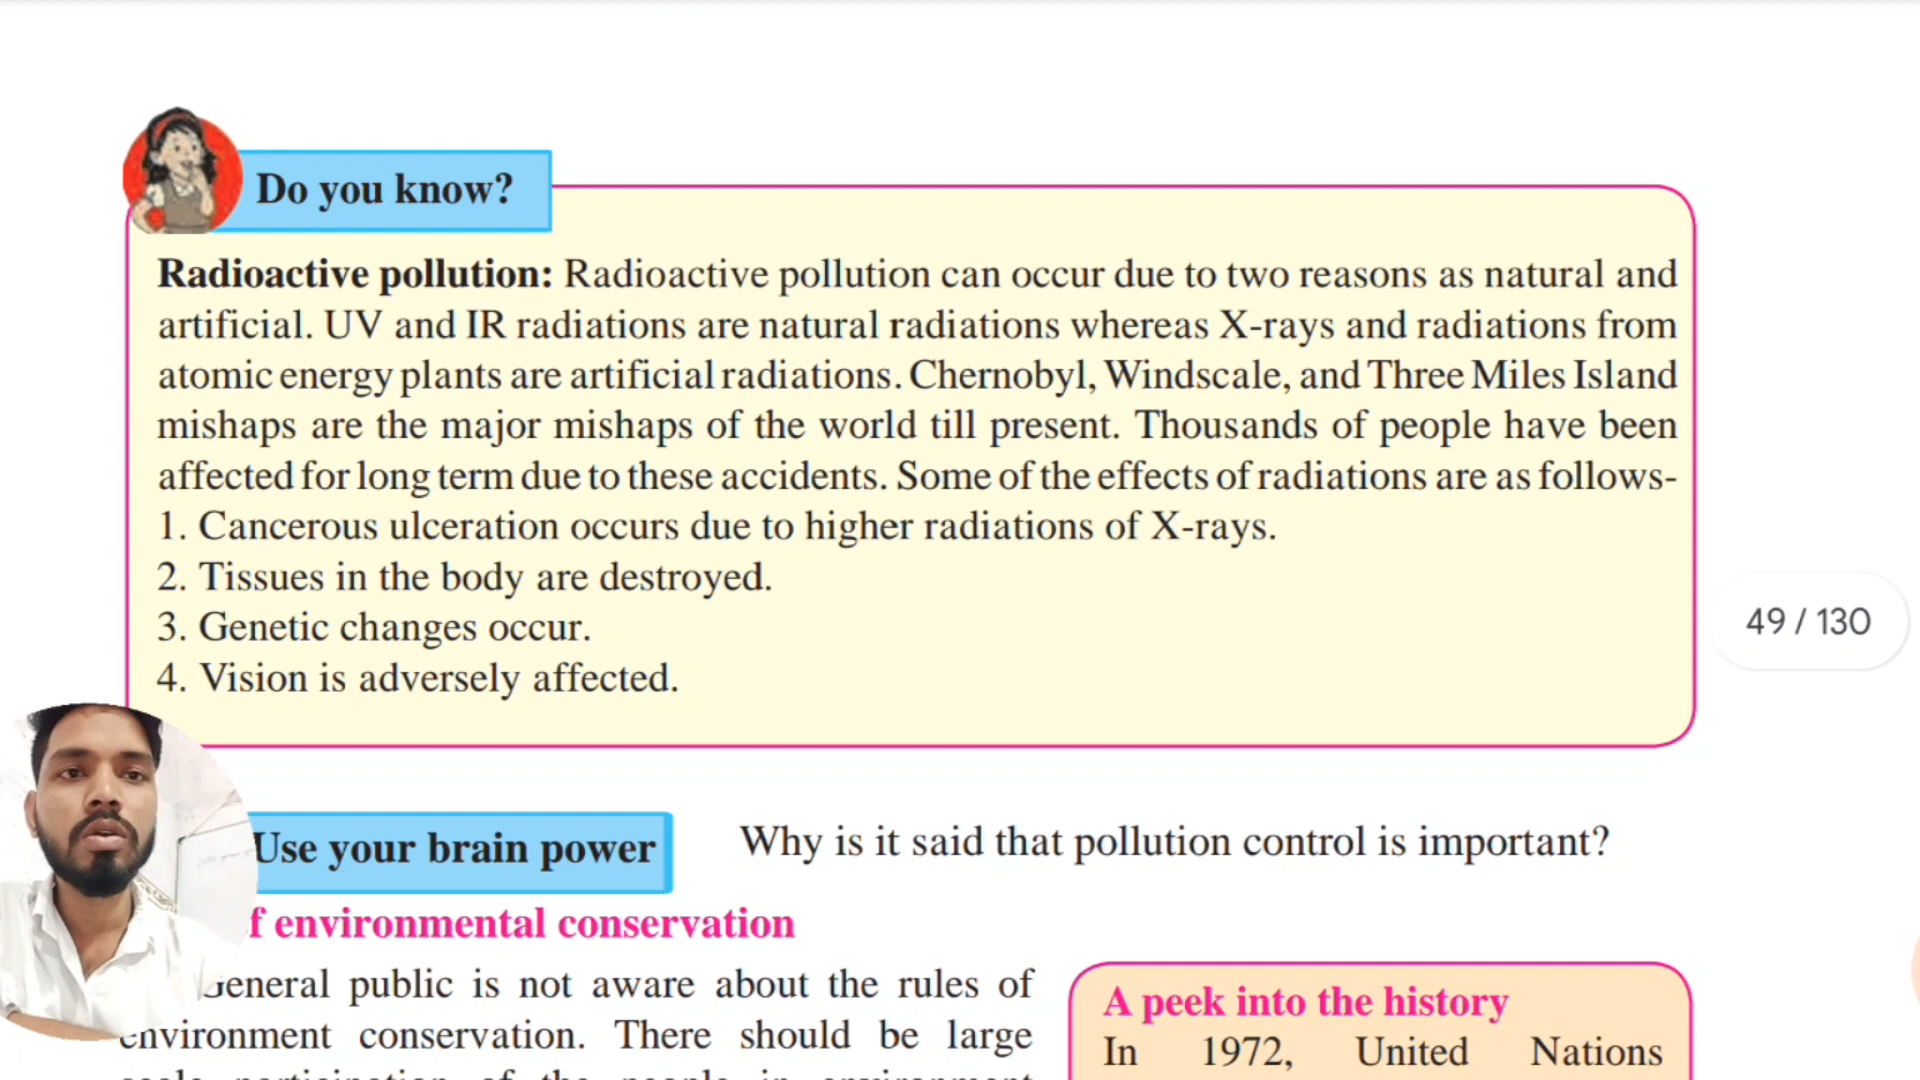 Do you know?
Radioactive pollution: Radioactive pollution can occur due to two reasons as natural and
artificial. UV and IR radiations are natural radiations whereas X-rays and radiations from
atomic energy plants are artificial radiations. Chernobyl, Windscale, and Three Miles Island
mishaps are the major mishaps of the world till present. Thousands of people have been
affected for long term due to these accidents. Some of the effects of radiations are as follows-
1. Cancerous ulceration occurs due to higher radiations of X-rays.
2. Tissues in the body are destroyed.
3. Genetic changes occur.
4. Vision is adversely affected.
49 / 130
Use your brain power
Why is it said that pollution control is important?
f environmental conservation
General public is not aware about the rules of
environment conservation. There should be large
A peek into the history
In 1972, United Nations